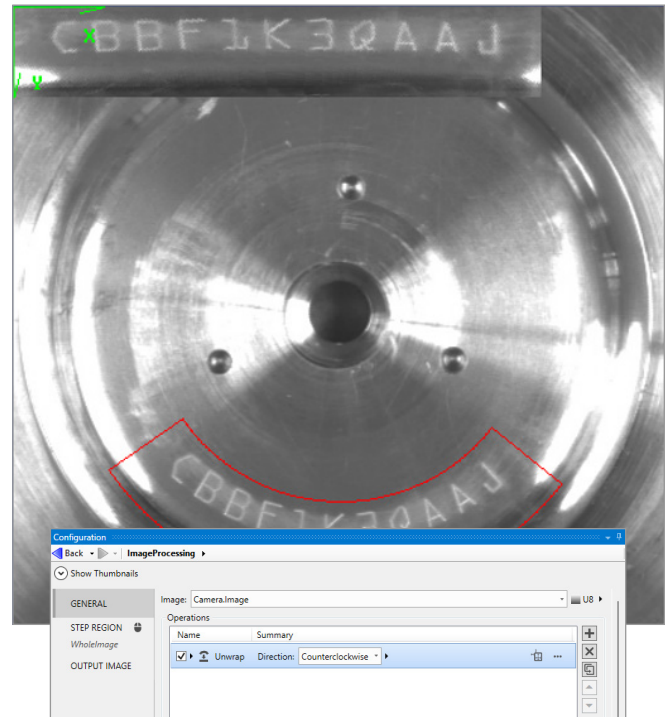 CBBF1K3QAAJ
X
Y
CBBF1K3QAAJ
Configuration
Back ImageProcessing
Show Thumbnails
GENERAL
STEP REGION
WholeImage
OUTPUT IMAGE
Image: Camera.Image U8
Operations
Name Summary
Unwrap Direction: Counterclockwise ...